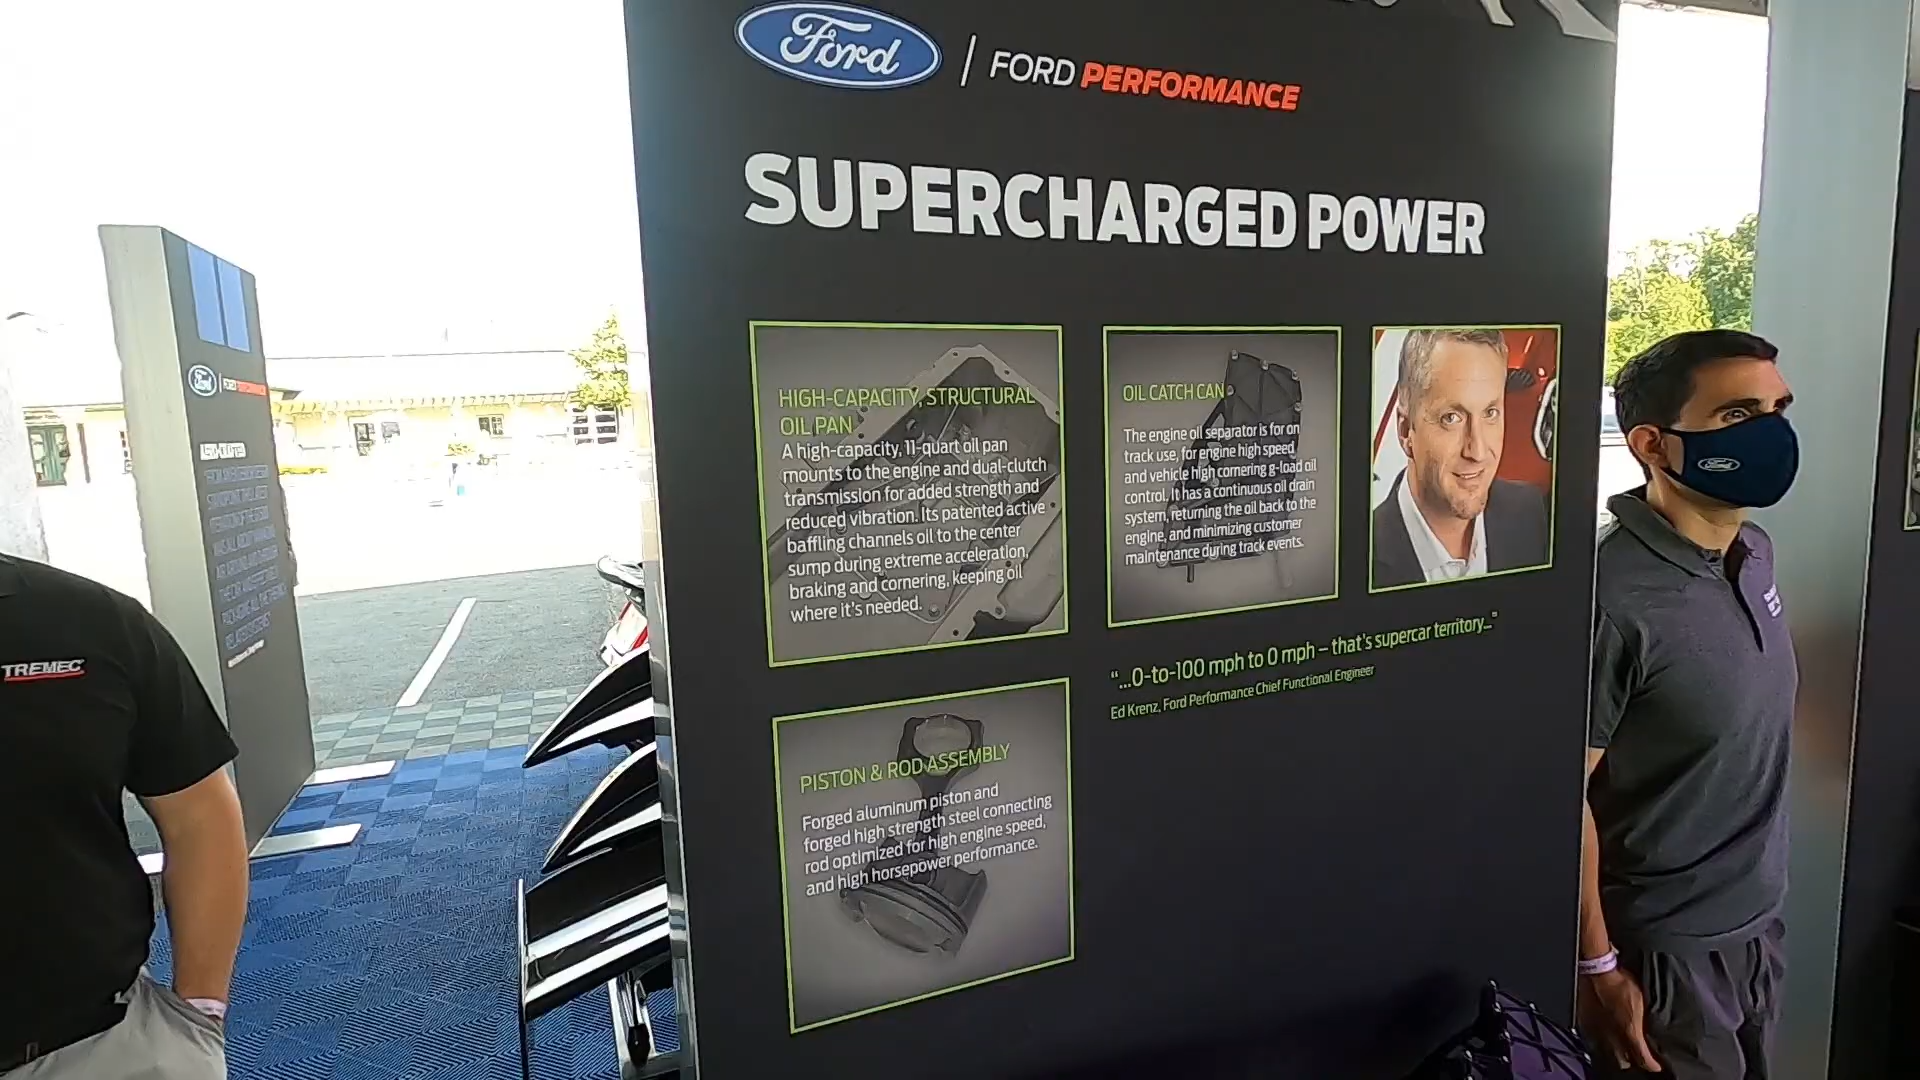 Ford
FORD PERFORMANCE
SUPERCHARGED POWER
HIGH-CAPACITY, STRUCTURAL
OIL PAN
A high-capacity, 11-quart oil pan
mounts to the engine and dual-clutch
transmission for added strength and
reduced vibration. Its patented active
baffling channels oil to the center
sump during extreme acceleration,
braking and cornering, keeping oil
where it's needed.
OIL CATCH CAN
The engine oil separator is for on
track use, for engine high speed
and vehicle high cornering g-load oil
control. It has a continuous oil drain
system, returning the oil back to the
engine, and minimizing customer
maintenance during track events.
"...0-to-100 mph to 0 mph – that's supercar territory..."
Ed Krenz, Ford Performance Chief Functional Engineer
PISTON & ROD ASSEMBLY
Forged aluminum piston and
forged high strength steel connecting
rod optimized for high engine speed,
and high horsepower performance.
Ford
FORD PERFORMANCE
TREMEC
Ford